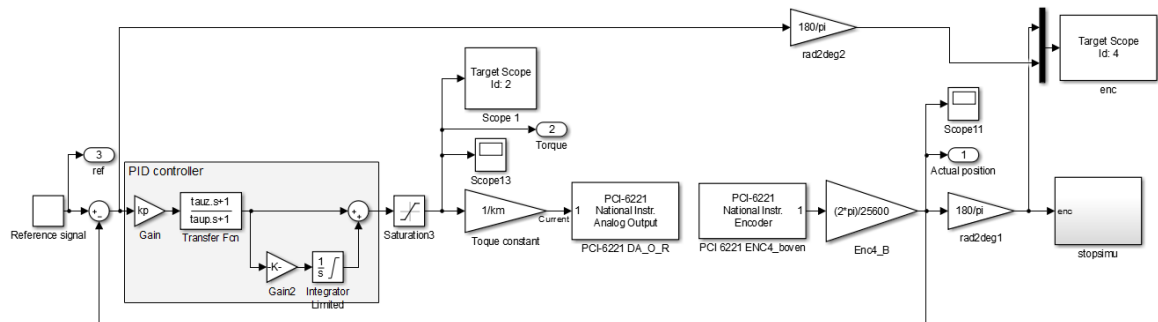 180/pi
rad2deg2
Target Scope
Id: 4
enc
Target Scope
Id: 2
Scope 1
2
Torque
Scope11
3
ref
PID controller
Scope13
1
Actual position
Reference signal
kp
Gain
tauz.s+1
taup.s+1
Transfer Fcn
-K-
Gain2
1
s
Integrator
Limited
Saturation3
1/km
Toque constant
Current
1
PCI-6221
National Instr.
Analog Output
PCI-6221 DA_O_R
PCI-6221
National Instr.
Encoder
1
PCI 6221 ENC4_boven
(2*pi)/25600
Enc4_B
180/pi
rad2deg1
enc
stopsimu